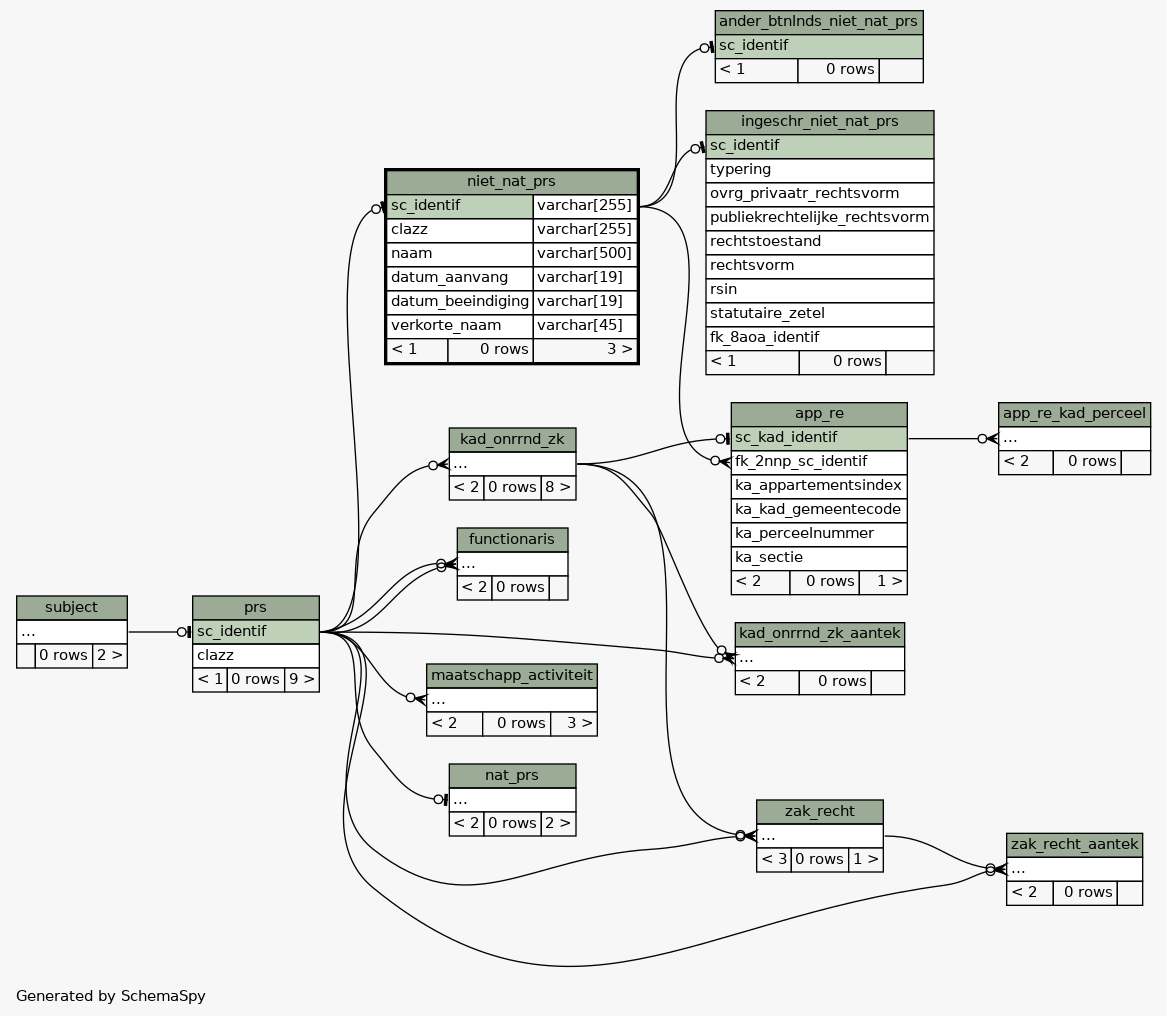 ander_btnlnds_niet_nat_prs
sc_identif
< 1 0 rows
ingeschr_niet_nat_prs
sc_identif
typering
ovrg_privaatr_rechtsvorm
publiekrechtelijke_rechtsvorm
rechtstoestand
rechtsvorm
rsin
statutaire_zetel
fk_8aoa_identif
< 1 0 rows
niet_nat_prs
sc_identif varchar[255]
clazz varchar[255]
naam varchar[500]
datum_aanvang varchar[19]
datum_beeindiging varchar[19]
verkorte_naam varchar[45]
< 1 0 rows 3 >
app_re
sc_kad_identif
fk_2nnp_sc_identif
ka_appartementsindex
ka_kad_gemeentecode
ka_perceelnummer
ka_sectie
< 2 0 rows 1 >
app_re_kad_perceel
...
< 2 0 rows
kad_onrrnd_zk
...
< 2 0 rows 8 >
functionaris
...
< 2 0 rows
subject
...
0 rows 2 >
prs
sc_identif
clazz
< 1 0 rows 9 >
kad_onrrnd_zk_aantek
...
< 2 0 rows
maatschapp_activiteit
...
< 2 0 rows 3 >
nat_prs
...
< 2 0 rows 2 >
zak_recht
...
< 3 0 rows 1 >
zak_recht_aantek
...
< 2 0 rows
Generated by SchemaSpy